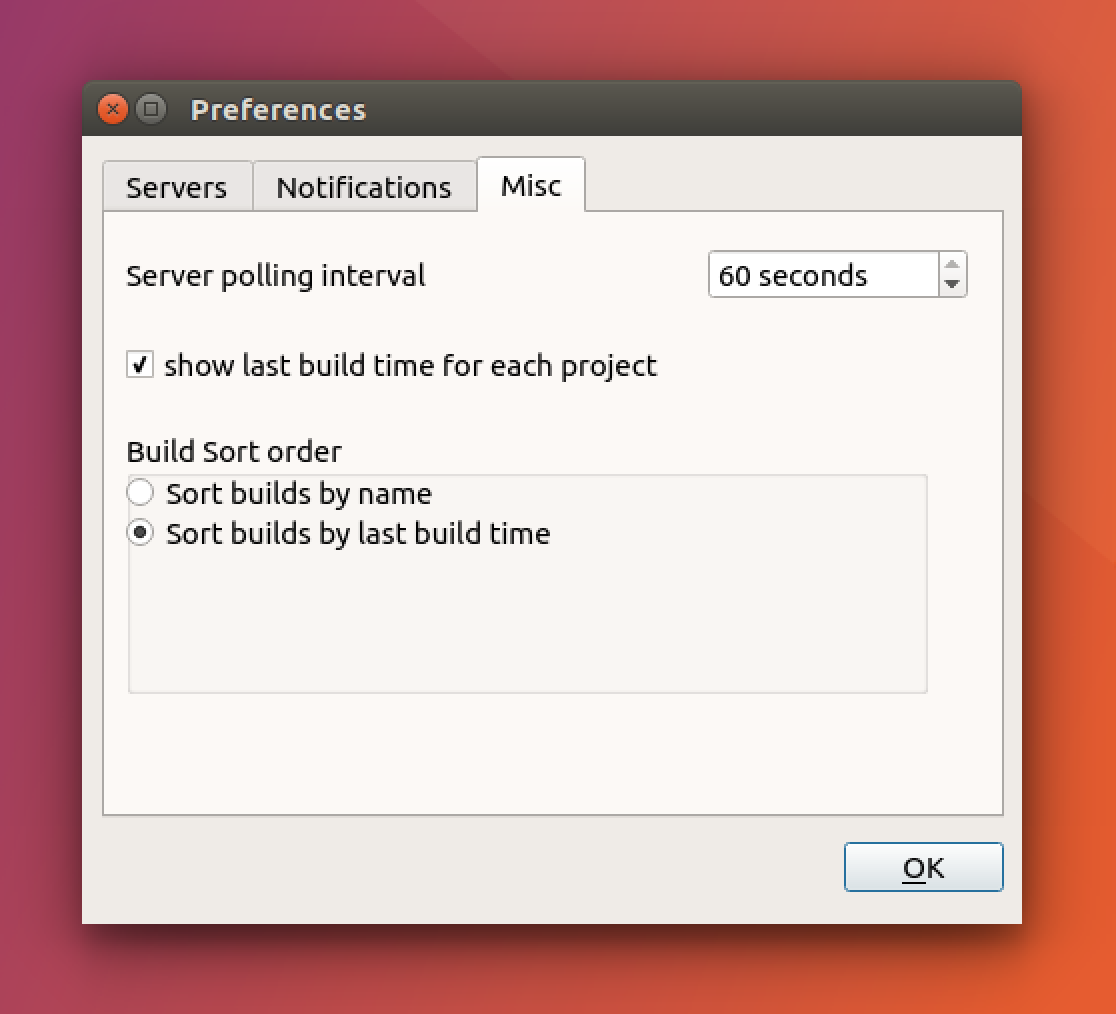 Preferences
Servers Notifications Misc
Server polling interval 60 seconds
show last build time for each project
Build Sort order
Sort builds by name
Sort builds by last build time
OK